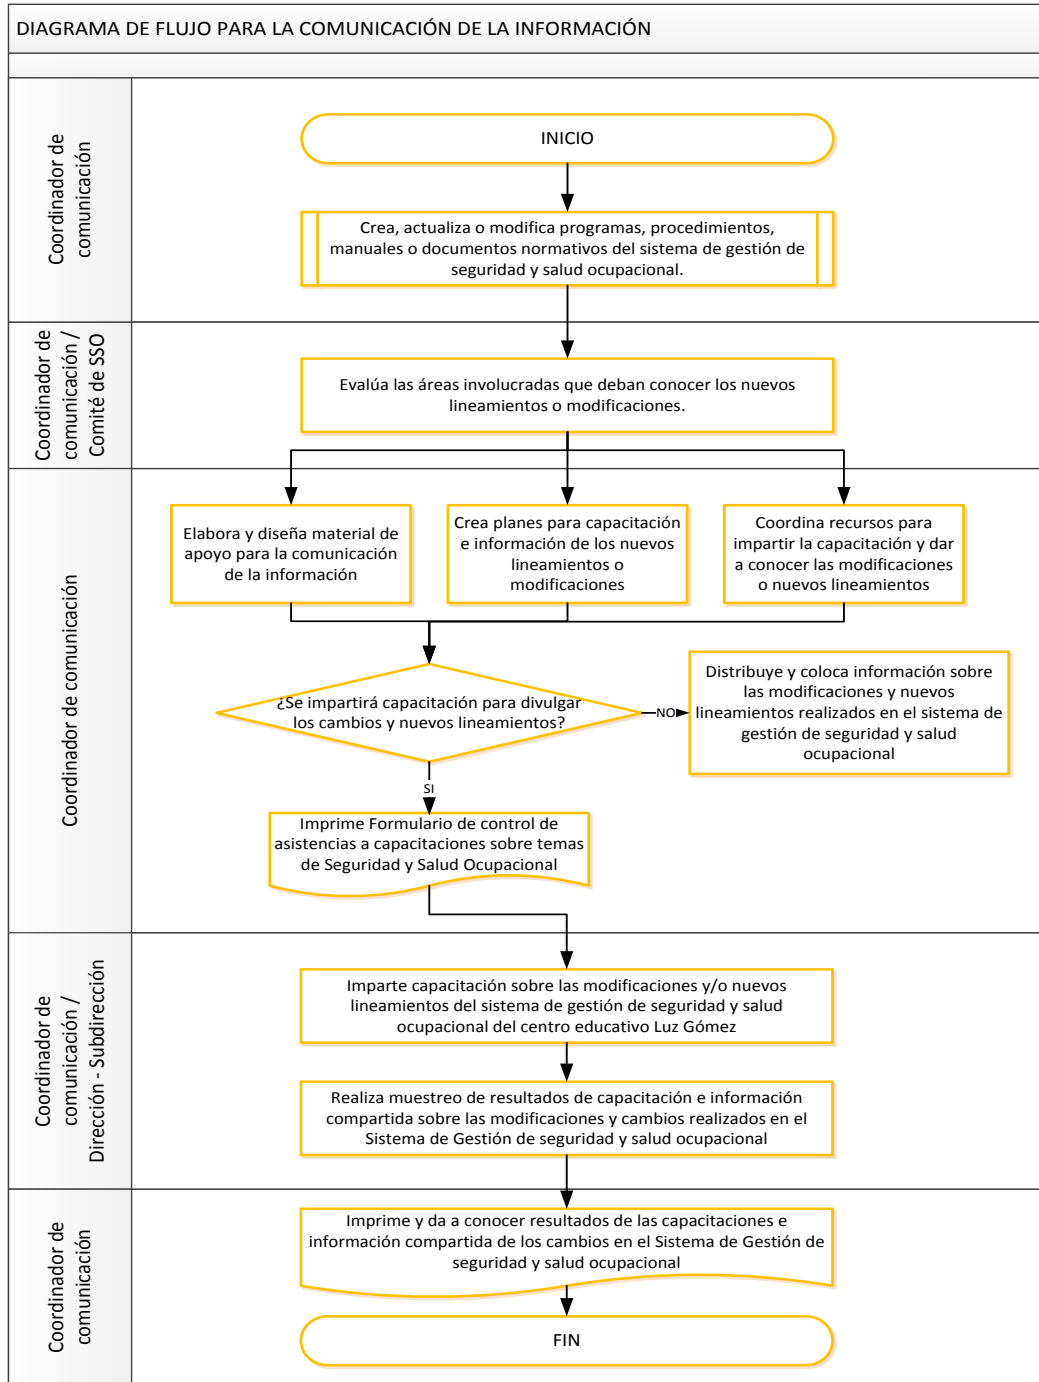 DIAGRAMA DE FLUJO PARA LA COMUNICACIÓN DE LA INFORMACIÓN
Coordinador de
comunicación
INICIO
Crea, actualiza o modifica programas, procedimientos,
manuales o documentos normativos del sistema de gestión de
seguridad y salud ocupacional.
Coordinador de
comunicación /
Comité de SSO
Evalúa las áreas involucradas que deban conocer los nuevos
lineamientos o modificaciones.
Coordinador de comunicación
Elabora y diseña material de
apoyo para la comunicación
de la información
Crea planes para capacitación
e información de los nuevos
lineamientos o
modificaciones
Coordina recursos para
impartir la capacitación y dar
a conocer las modificaciones
o nuevos lineamientos
¿Se impartirá capacitación para divulgar
los cambios y nuevos lineamientos?
NO
Distribuye y coloca información sobre
las modificaciones y nuevos
lineamientos realizados en el sistema de
gestión de seguridad y salud
ocupacional
SI
Imprime Formulario de control de
asistencias a capacitaciones sobre temas
de Seguridad y Salud Ocupacional
Coordinador de
comunicación /
Dirección - Subdirección
Imparte capacitación sobre las modificaciones y/o nuevos
lineamientos del sistema de gestión de seguridad y salud
ocupacional del centro educativo Luz Gómez
Realiza muestreo de resultados de capacitación e información
compartida sobre las modificaciones y cambios realizados en el
Sistema de Gestión de seguridad y salud ocupacional
Coordinador de
comunicación
Imprime y da a conocer resultados de las capacitaciones e
información compartida de los cambios en el Sistema de Gestión de
seguridad y salud ocupacional
FIN